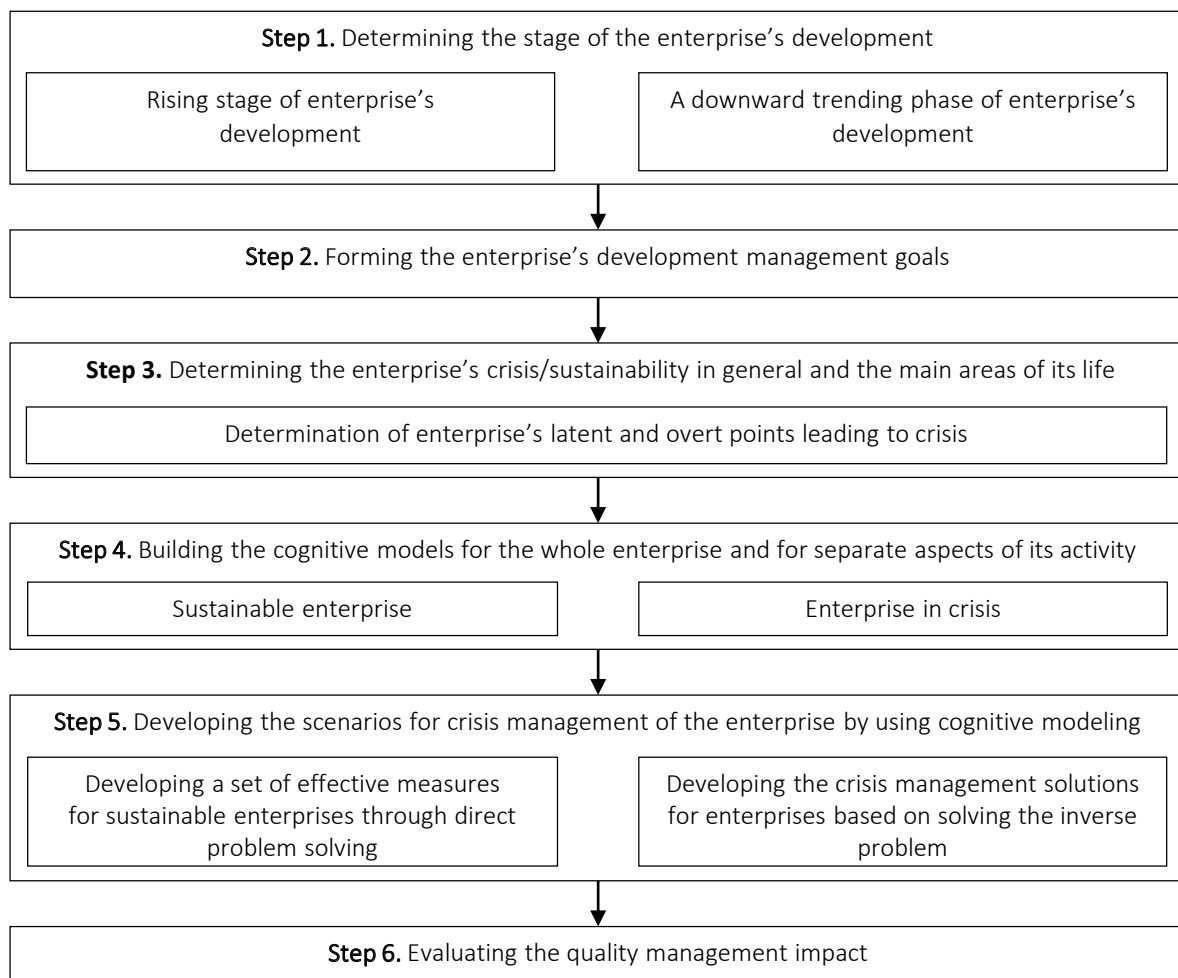 Step 1. Determining the stage of the enterprise’s development
Rising stage of enterprise’s
development
A downward trending phase of enterprise’s
development
Step 2. Forming the enterprise’s development management goals
Step 3. Determining the enterprise’s crisis/sustainability in general and the main areas of its life
Determination of enterprise’s latent and overt points leading to crisis
Step 4. Building the cognitive models for the whole enterprise and for separate aspects of its activity
Sustainable enterprise
Enterprise in crisis
Step 5. Developing the scenarios for crisis management of the enterprise by using cognitive modeling
Developing a set of effective measures
for sustainable enterprises through direct
problem solving
Developing the crisis management solutions
for enterprises based on solving the inverse
problem
Step 6. Evaluating the quality management impact